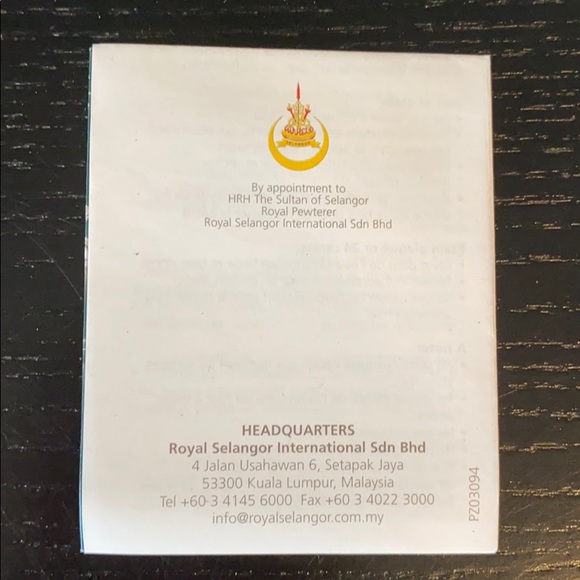 SELANGOR
By appointment to
HRH The Sultan of Selangor
Royal Pewterer
Royal Selangor International Sdn Bhd
HEADQUARTERS
Royal Selangor International Sdn Bhd
4 Jalan Usahawan 6, Setapak Jaya
53300 Kuala Lumpur, Malaysia
Tel +60-3 4145 6000 Fax +60 3 4022 3000
info@royalselangor.com.my
PZ03094